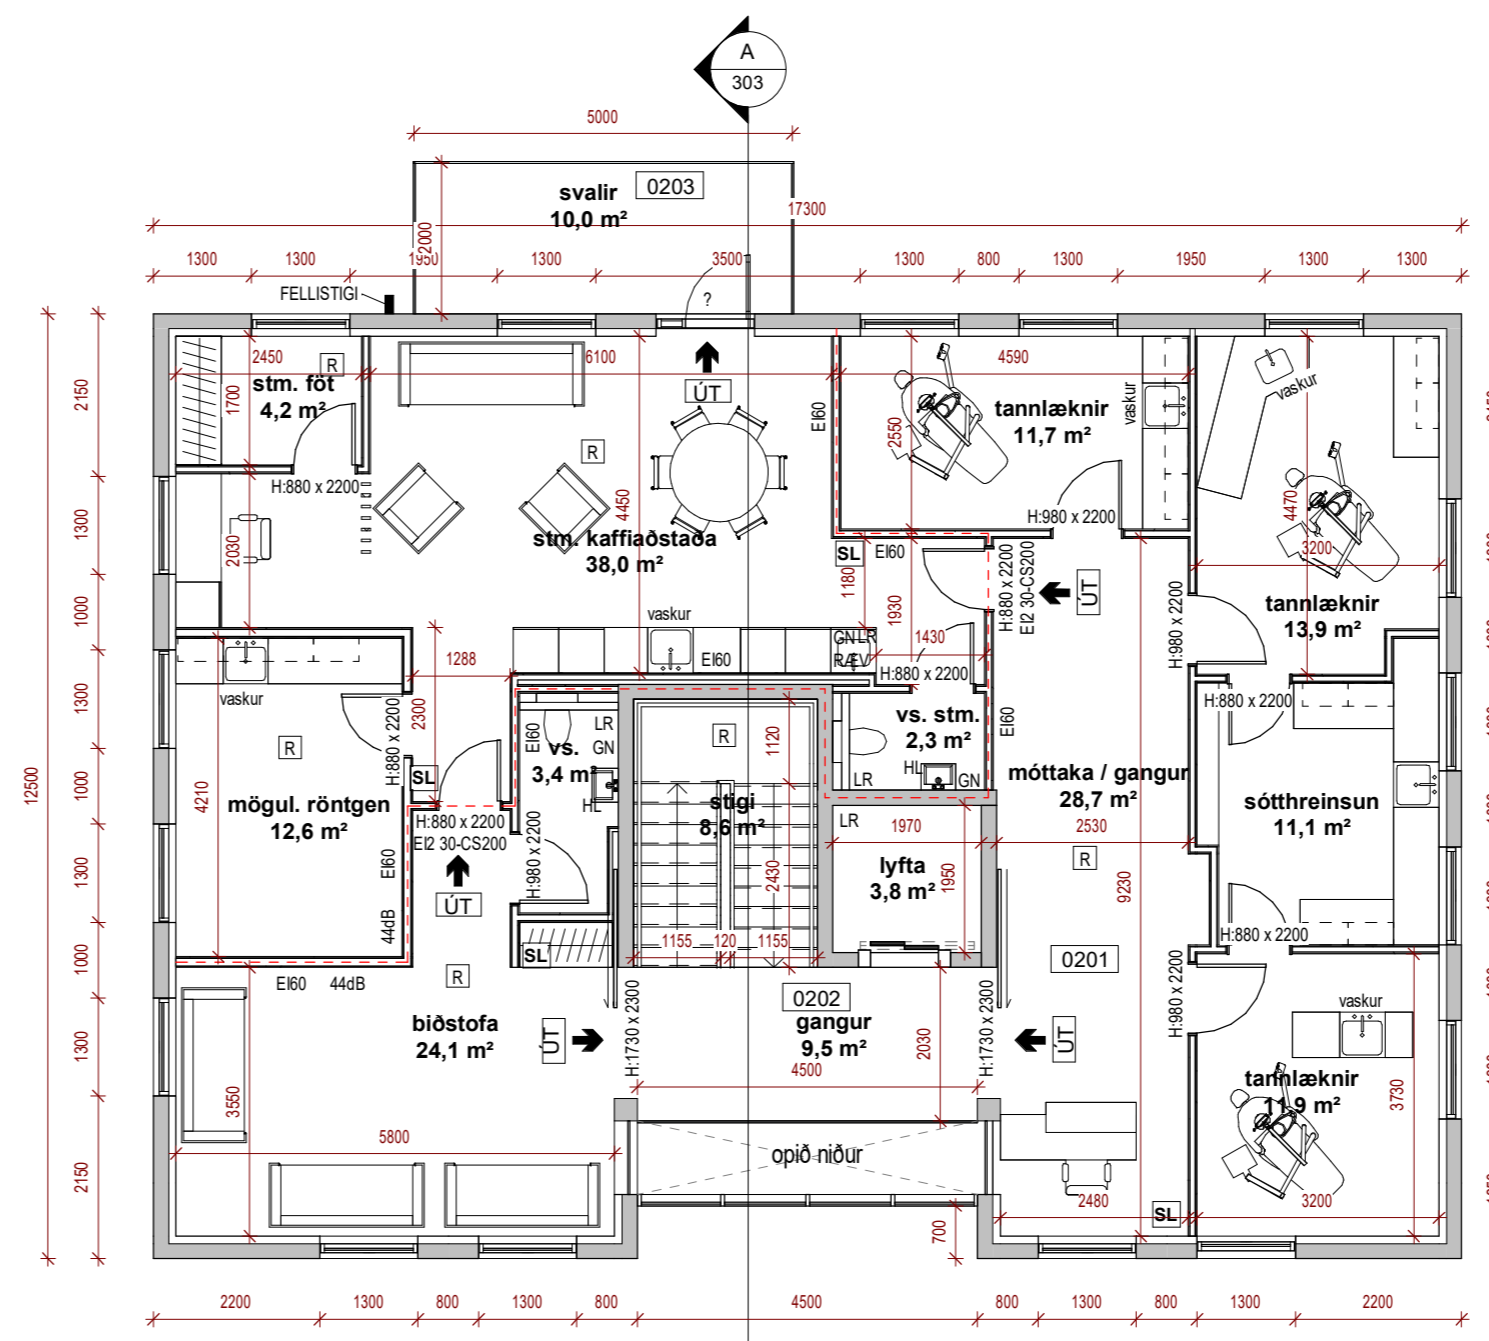 A
303
5000
svalir
10,0 m²
0203
17300
2000
1300
1300
1950
1300
3500
1300
800
1300
1950
1300
1300
FELLISTIGI
?
2450
R
6100
4590
stm. föt
4,2 m²
1700
ÚT
EI60
tannlæknir
11,7 m²
vaskur
2550
vaskur
2150
R
H:880 x 2200
4450
H:980 x 2200
4470
1300
2030
stm. kaffiaðstaða
38,0 m²
SL
EI60
3200
1180
H:880 x 2200
EI2 30-CS200
ÚT
1000
1930
H:980 x 2200
tannlæknir
13,9 m²
vaskur
GN
LR
RÆV
1430
1288
EI60
H:880 x 2200
vaskur
H:880 x 2200
1300
2300
H:880 x 2200
EI60
LR
GN
vs.
3,4 m²
R
1120
vs. stm.
2,3 m²
EI60
R
12500
1000
SL
HL
HL
GN
LR
móttaka / gangur
28,7 m²
4210
mögul. röntgen
12,6 m²
stigi
8,6 m²
sótthreinsun
11,1 m²
H:880 x 2200
EI2 30-CS200
H:980 x 2200
LR
1970
2530
1300
EI60
lyfta
3,8 m²
R
ÚT
2430
1950
9230
44dB
H:880 x 2200
1000
SL
1155
120
1155
0201
EI60
44dB
R
H:980 x 2200
0202
vaskur
1300
biðstofa
24,1 m²
ÚT
H:1730 x 2300
gangur
9,5 m²
2030
H:1730 x 2300
ÚT
4500
tannlæknir
11,9 m²
3550
3730
5800
opið niður
2150
2480
SL
3200
700
2200
1300
800
1300
800
4500
800
1300
800
1300
2200